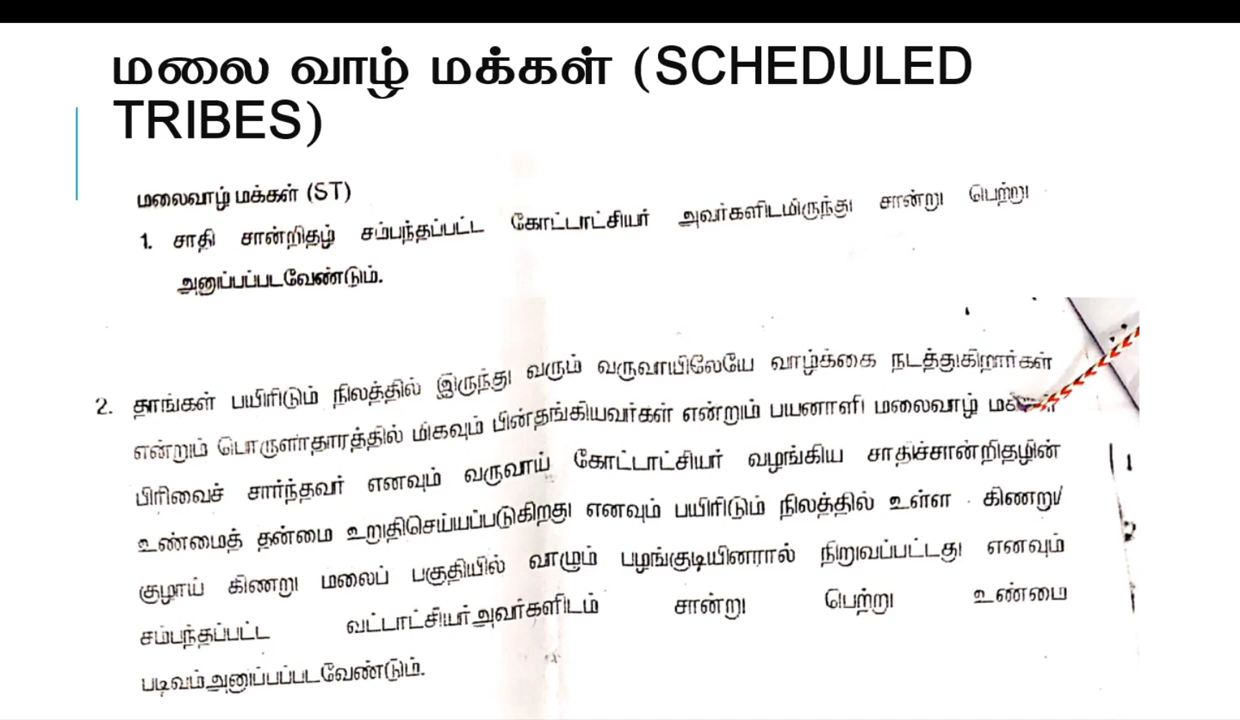 மலை வாழ் மக்கள் (SCHEDULED
TRIBES)
மலைவாழ் மக்கள் (ST)
1. சாதி சான்றிதழ் சம்பந்தப்பட்ட கோட்டாட்சியர் அவர்களிடமிருந்து சான்று பெற்று
அனுப்பப்படவேண்டும்.
2. தாங்கள் பயிரிடும் நிலத்தில் இருந்து வரும் வருவாயிலேயே வாழ்க்கை நடத்துகிறார்கள்
என்றும் பொருளாதாரத்தில் மிகவும் பின்தங்கியவர்கள் என்றும் பயனாளி மலைவாழ்
பிரிவைச் சார்ந்தவர் எனவும் வருவாய் கோட்டாட்சியர் வழங்கிய சாதிச்சான்றிதழின்
உண்மைத் தன்மை உறுதிசெய்யப்படுகிறது எனவும் பயிரிடும் நிலத்தில் உள்ள கிணறு/
குழாய் கிணறு மலைப் பகுதியில் வாழும் பழங்குடியினரால் நிறுவப்பட்டது எனவும்
சம்பந்தப்பட்ட வட்டாட்சியர்அவர்களிடம் சான்று பெற்று உண்மை
படிவம்அனுப்பப்படவேண்டும்.